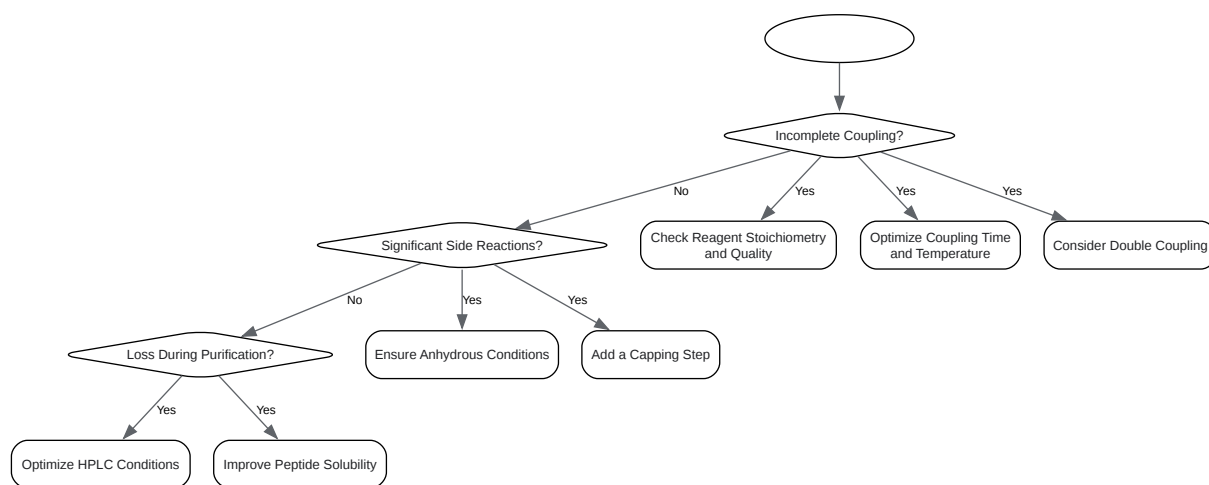 Incomplete Coupling?
No
Yes
Yes
Yes
Significant Side Reactions?
Check Reagent Stoichiometry
and Quality
Optimize Coupling Time
and Temperature
Consider Double Coupling
No
Yes
Yes
Loss During Purification?
Ensure Anhydrous Conditions
Add a Capping Step
Yes
Yes
Optimize HPLC Conditions
Improve Peptide Solubility